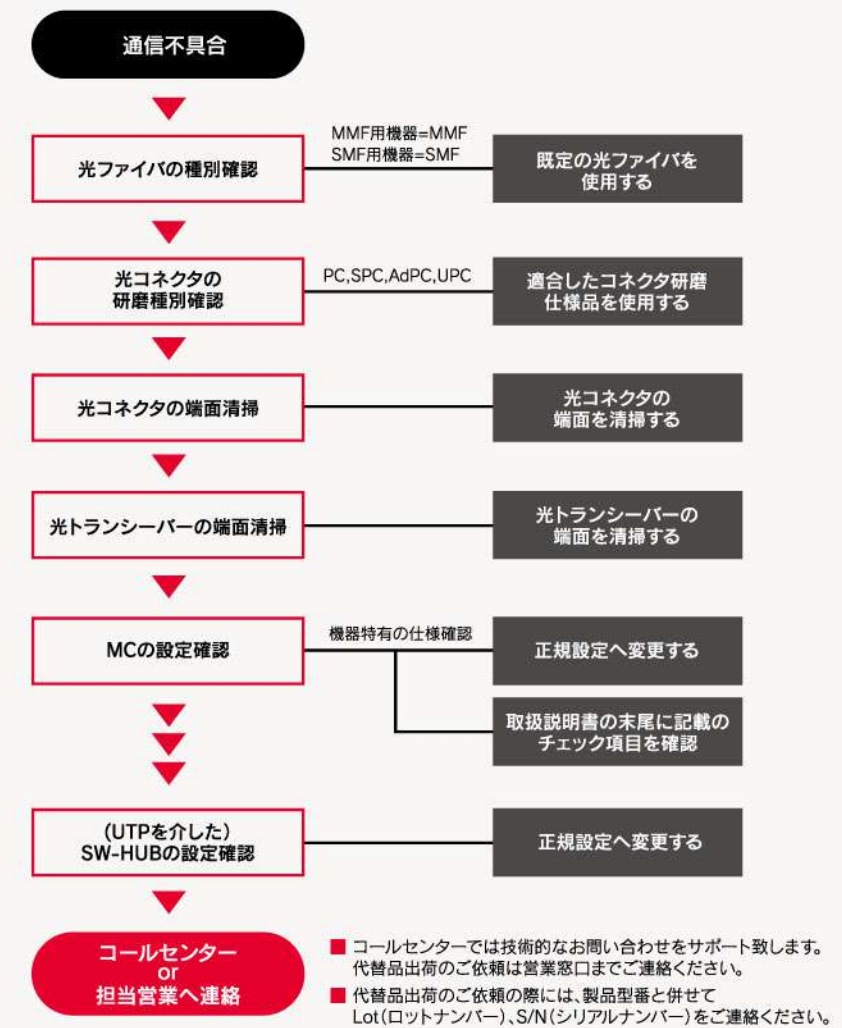 通信不具合
光ファイバの種別確認
MMF用機器=MMF
SMF用機器=SMF
既定の光ファイバを
使用する
光コネクタの
研磨種別確認
PC,SPC,AdPC,UPC
適合したコネクタ研磨
仕様品を使用する
光コネクタの端面清掃
光コネクタの
端面を清掃する
光トランシーバーの端面清掃
光トランシーバーの
端面を清掃する
MCの設定確認
機器特有の仕様確認
正規設定へ変更する
取扱説明書の末尾に記載の
チェック項目を確認
(UTPを介した)
SW-HUBの設定確認
正規設定へ変更する
コールセンター
or
担当営業へ連絡
■ コールセンターでは技術的なお問い合わせをサポート致します。
代替品出荷のご依頼は営業窓口までご連絡ください。
■ 代替品出荷のご依頼の際には、製品型番と併せて
Lot(ロットナンバー)、S/N(シリアルナンバー)をご連絡ください。